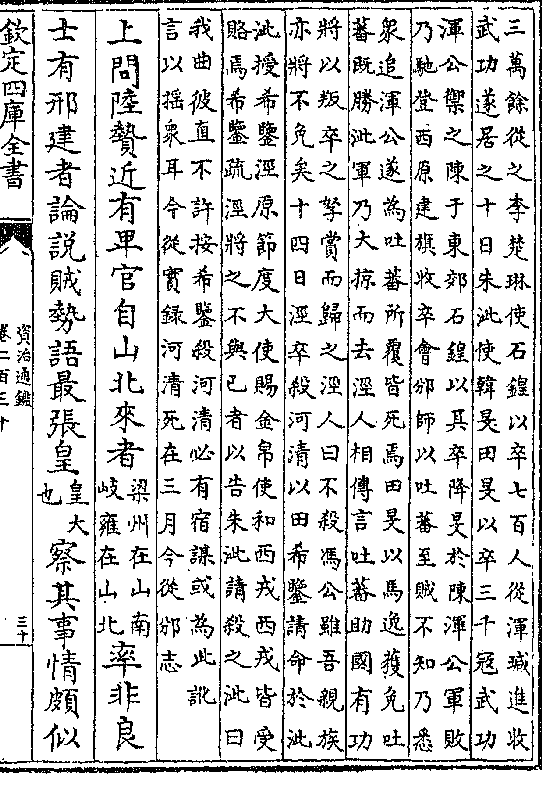 三萬餘從之李楚琳使石鍠以卒七百人從渾瑊進收
武功遂居之十日朱泚使韓旻田旻以卒三千冠武功
渾公禦之陳于東郊石鍠以其卒降旻於陳渾公軍敗
乃馳登西原建旗收卒會邠師以吐蕃至賊不知乃悉
衆追渾公遂為吐蕃所覆皆死焉田旻以馬逸獲免吐
蕃既勝泚軍乃大掠而去涇人相傳言吐蕃助國有功
將以叛卒之孥賞而歸之涇人曰不殺馮公雖吾親族
亦將不免矣十四日涇卒殺河清以田希鑒請命於泚
泚授希鑒涇原節度大使賜金帛使和西戎西戎皆受
賂焉希鑒疏涇將之不與已者以告朱泚請殺之泚曰
我曲彼直不許按希鑒殺河清必有宿謀或為此訛
言以揺衆耳今從實録河清死在三月今從邠志
上問陸贄近有卑官自山北來者梁州在山南岐雍在山北率非良
士有邢建者論説賊勢語最張皇皇大也察其事情頗似
欽定四庫全書
資治通鑑
卷二百三十
三十